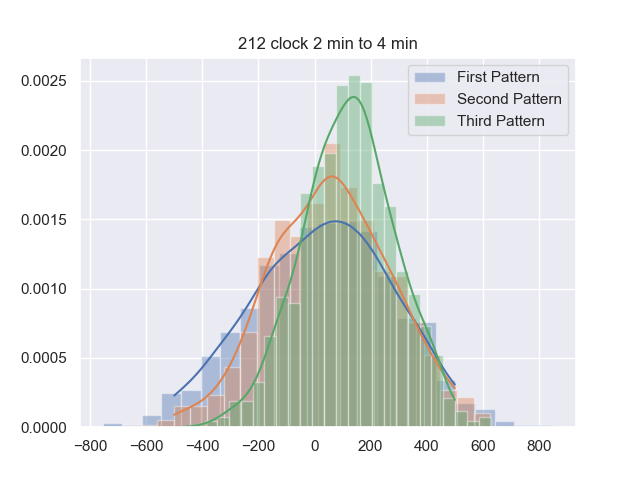 212 clock 2 min to 4 min
First Pattern
Second Pattern
Third Pattern
0.0025
0.0020
0.0015
0.0010
0.0005
0.0000
−800 −600 −400 −200 0 200 400 600 800